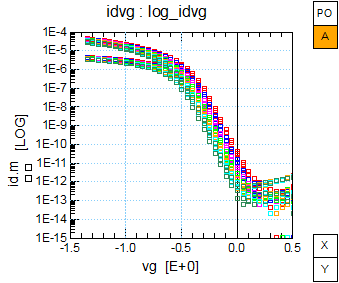 idvg : log_idvg
PO
A
1E-4
1E-5
1E-6
1E-7
1E-8
1E-9
1E-10
1E-11
1E-12
1E-13
1E-14
1E-15
id.m [LOG]
-1.5 -1.0 -0.5 0.0 0.5
vg [E+0]
X
Y